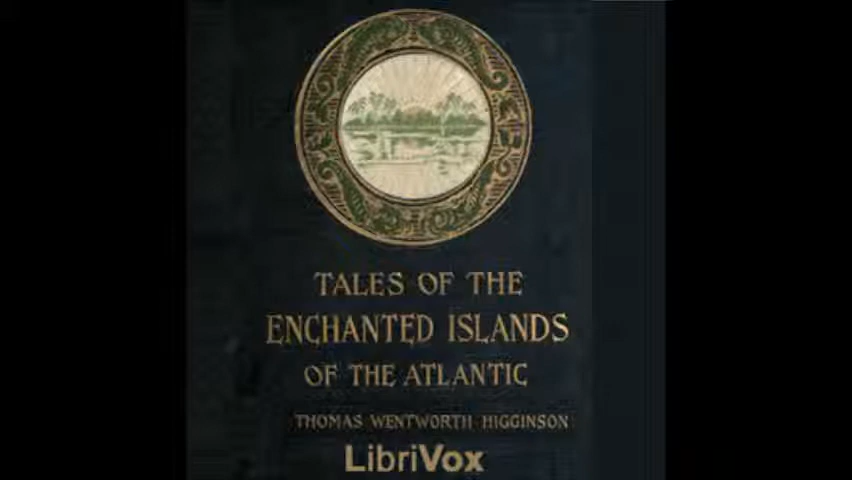 TALES OF THE
ENCHANTED ISLANDS
OF THE ATLANTIC
THOMAS WENTWORTH HIGGINSON
LibriVox